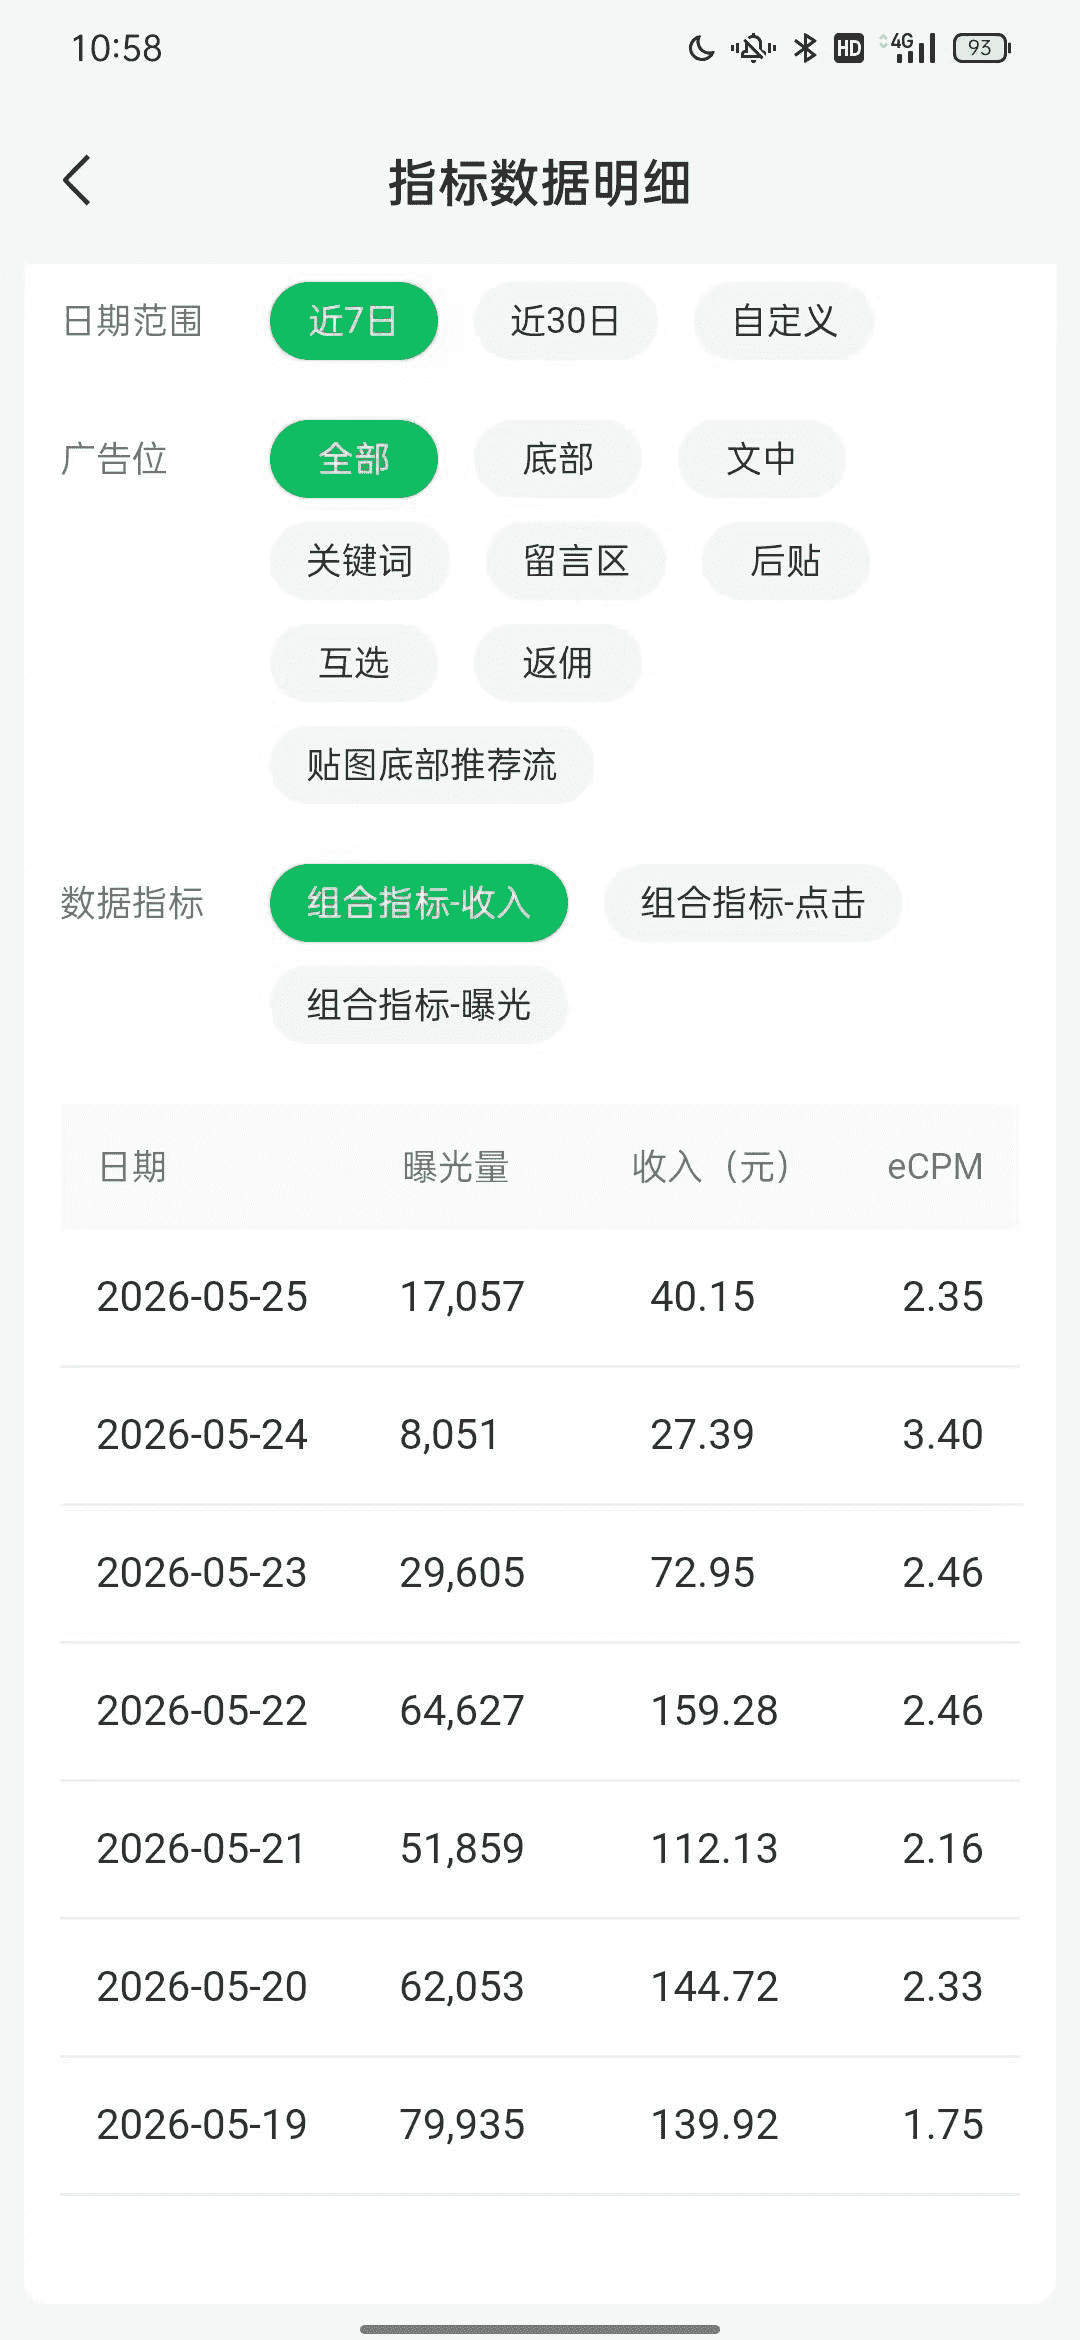 10:58 HD 4G 93
指标数据明细
日期范围 近7日 近30日 自定义
广告位 全部 底部 文中
关键词 留言区 后贴
互选 返佣
贴图底部推荐流
数据指标 组合指标-收入 组合指标-点击
组合指标-曝光
日期 曝光量 收入（元） eCPM
2026-05-25 17,057 40.15 2.35
2026-05-24 8,051 27.39 3.40
2026-05-23 29,605 72.95 2.46
2026-05-22 64,627 159.28 2.46
2026-05-21 51,859 112.13 2.16
2026-05-20 62,053 144.72 2.33
2026-05-19 79,935 139.92 1.75